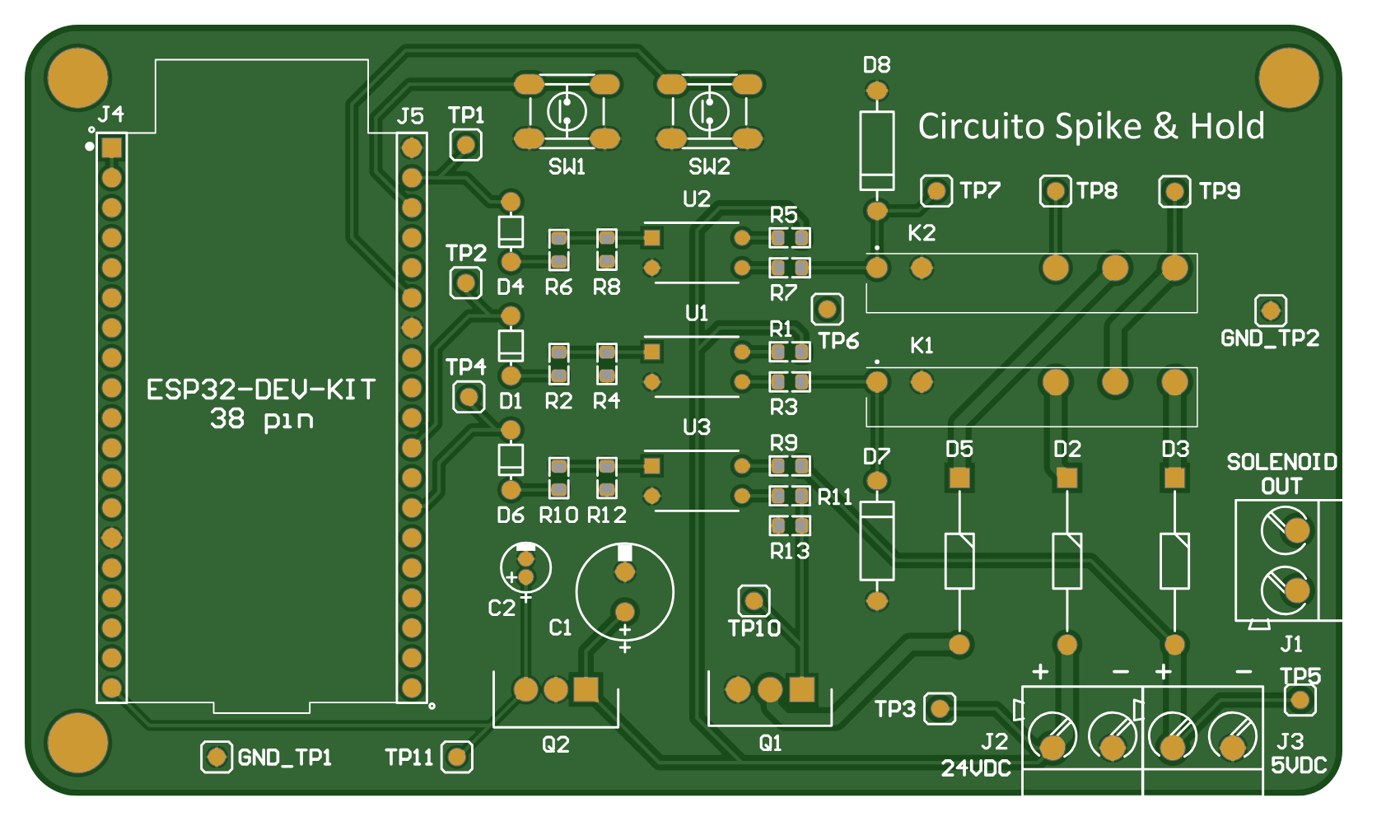 D8
J4
J5
TP1
Circuito Spike & Hold
SW1
SW2
TP7
TP8
TP9
U2
R5
K2
TP2
D4
R6
R8
R7
U1
R1
TP6
K1
GND_TP2
TP4
ESP32-DEV-KIT
38 pin
D1
R2
R4
R3
U3
R9
D7
D5
D2
D3
SOLENOID
OUT
R11
D6
R10
R12
R13
+
C2
+
C1
+
+
TP10
J1
+
-
+
-
TP5
TP3
Q2
Q1
J2
24VDC
J3
5VDC
GND_TP1
TP11